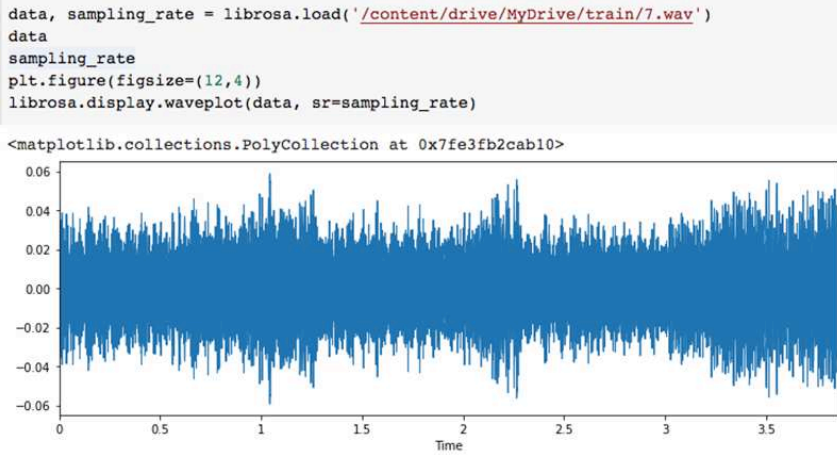 data, sampling_rate = librosa.load('/content/drive/MyDrive/train/7.wav')
data
sampling_rate
plt.figure(figsize=(12,4))
librosa.display.waveplot(data, sr=sampling_rate)
<matplotlib.collections.PolyCollection at 0x7fe3fb2cab10>
0.06
0.04
0.02
0.00
−0.02
−0.04
−0.06
0 0.5 1 1.5 2 2.5 3 3.5
Time